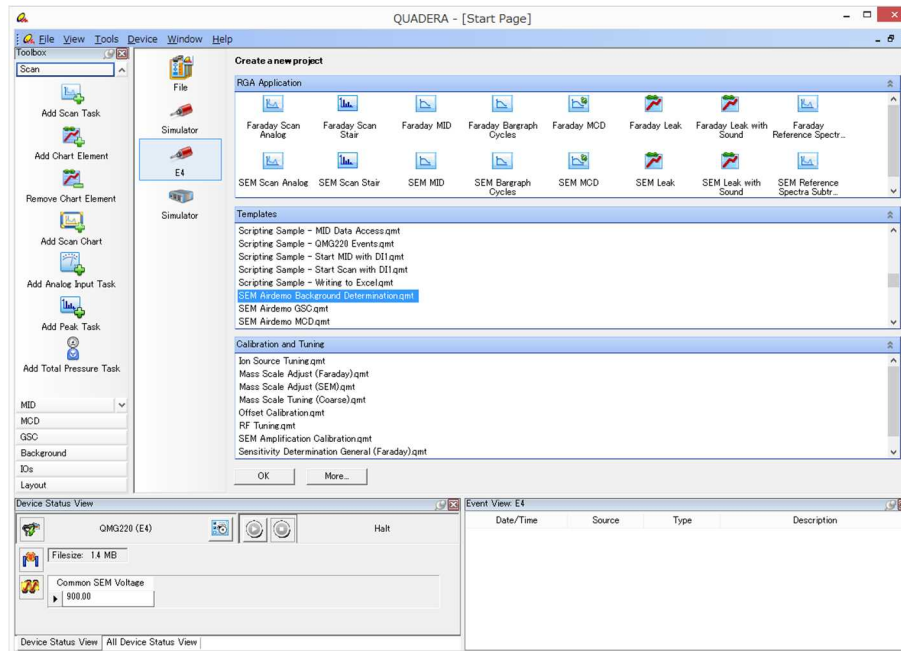 QUADERA - [Start Page]
File View Tools Device Window Help
Toolbox
Scan
Add Scan Task
Add Chart Element
Remove Chart Element
Add Scan Chart
Add Analog Input Task
Add Peak Task
Add Total Pressure Task
MID
MCD
GSC
Background
IOs
Layout
File
Simulator
E4
Simulator
Create a new project
RGA Application
Faraday Scan Analog
Faraday Scan Stair
Faraday MID
Faraday Bargraph Cycles
Faraday MCD
Faraday Leak
Faraday Leak with Sound
Faraday Reference Spectr...
SEM Scan Analog
SEM Scan Stair
SEM MID
SEM Bargraph Cycles
SEM MCD
SEM Leak
SEM Leak with Sound
SEM Reference Spectra Subtr...
Templates
Scripting Sample - MID Data Access.qmt
Scripting Sample - QMG220 Events.qmt
Scripting Sample - Start MID with DI1.qmt
Scripting Sample - Start Scan with DI1.qmt
Scripting Sample - Writing to Excel.qmt
SEM Airdemo Background Determination.qmt
SEM Airdemo GSC.qmt
SEM Airdemo MCD.qmt
Calibration and Tuning
Ion Source Tuning.qmt
Mass Scale Adjust (Faraday).qmt
Mass Scale Adjust (SEM).qmt
Mass Scale Tuning (Coarse).qmt
Offset Calibration.qmt
RF Tuning.qmt
SEM Amplification Calibration.qmt
Sensitivity Determination General (Faraday).qmt
OK More...
Device Status View
QMG220 (E4) Halt
Filesize: 1.4 MB
Common SEM Voltage
900.00
Device Status View All Device Status View
Event View: E4
Date/Time Source Type Description